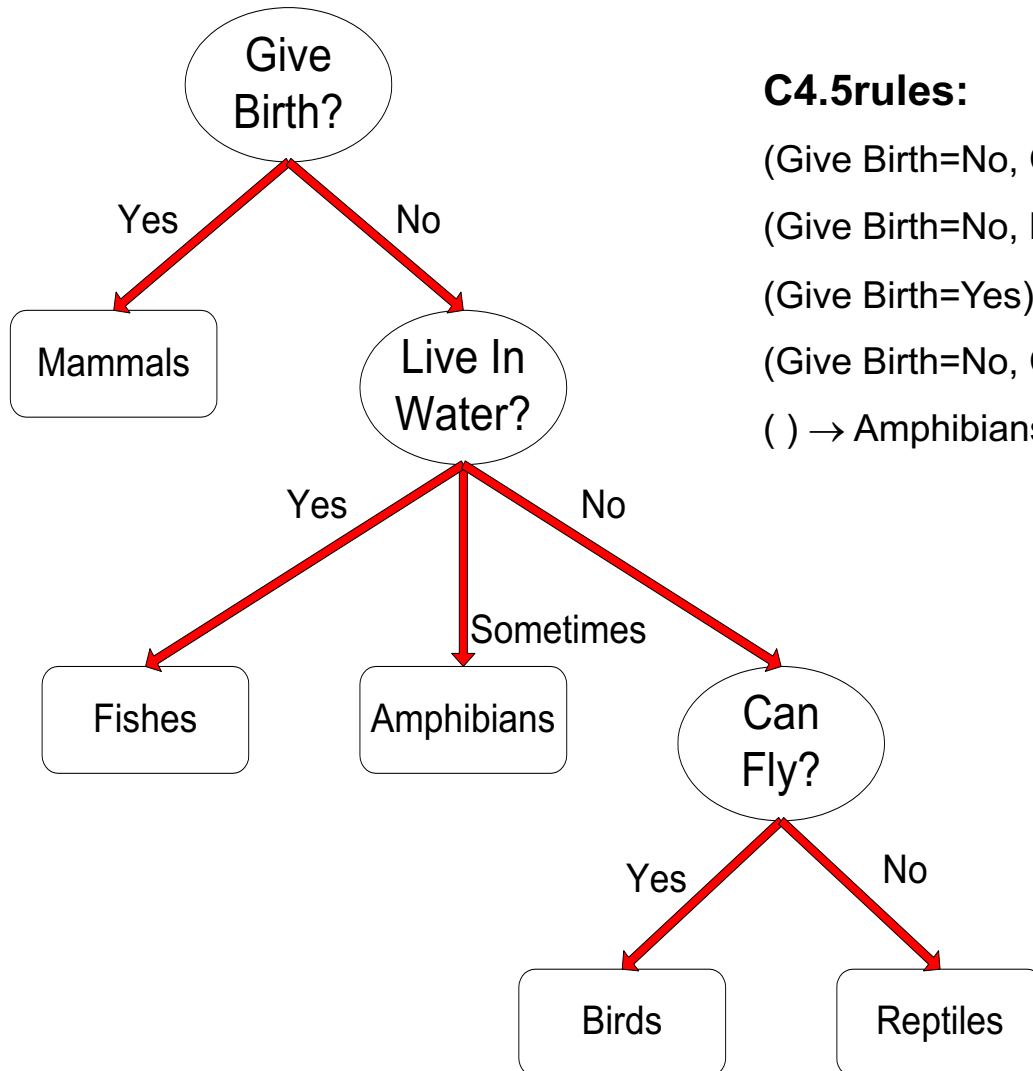 Give
Birth?
Yes
No
Mammals
Live In
Water?
Yes
Sometimes
No
Fishes
Amphibians
Can
Fly?
Yes
No
Birds
Reptiles
C4.5rules:
(Give Birth=No,
(Give Birth=No,
(Give Birth=Yes)
(Give Birth=No,
( ) → Amphibians